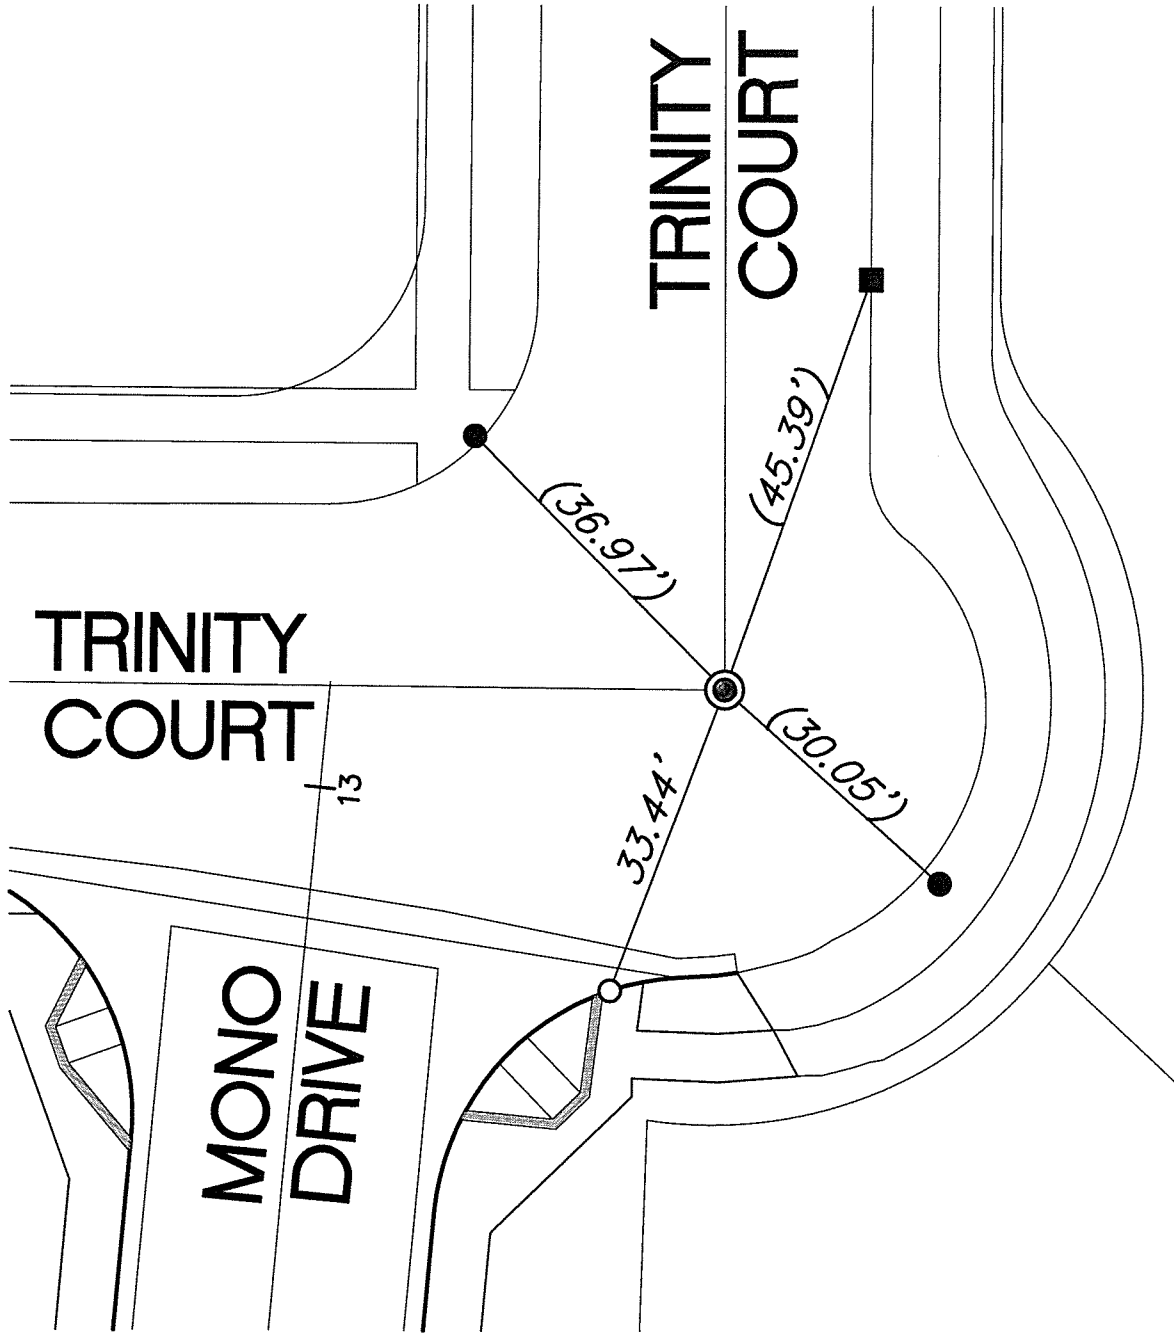 TRINITY
COURT
(45.39')
(36.97')
TRINITY
COURT
(30.05')
33.44'
13
MONO
DRIVE